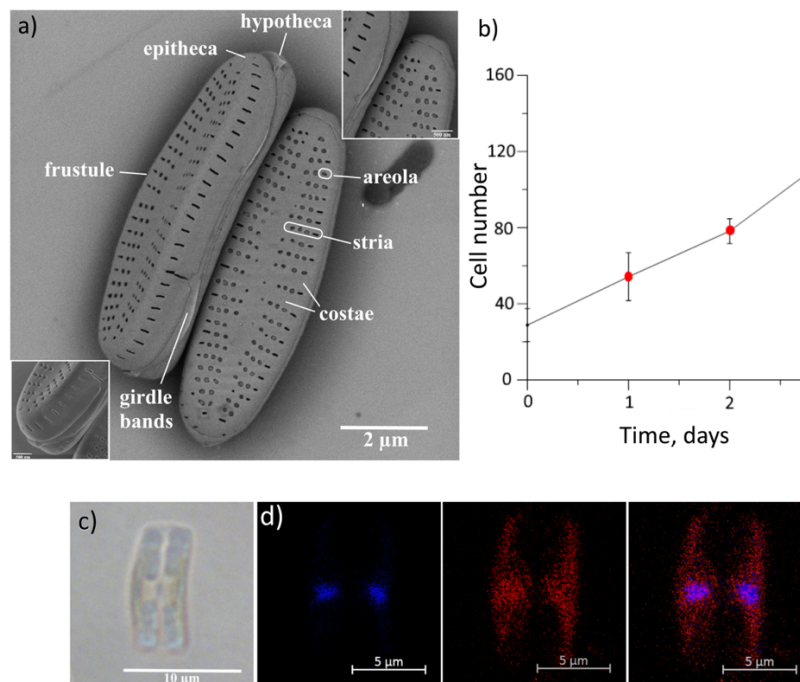 a)
hypotheca
epitheca
frustule
areola
stria
costae
girdle
bands
2 µm
b)
160
120
80
40
0
Cell number
0
1
2
Time, days
c)
10 µm
d)
5 µm
5 µm
5 µm